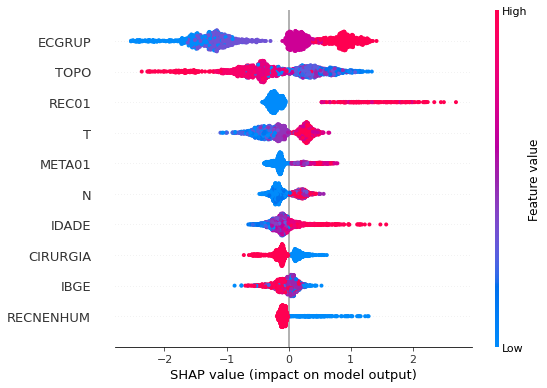 High
ECGRUP
TOPO
REC01
T
META01
N
IDADE
CIRURGIA
IBGE
RECNENHUM
Feature value
Low
−2 −1 0 1 2
SHAP value (impact on model output)